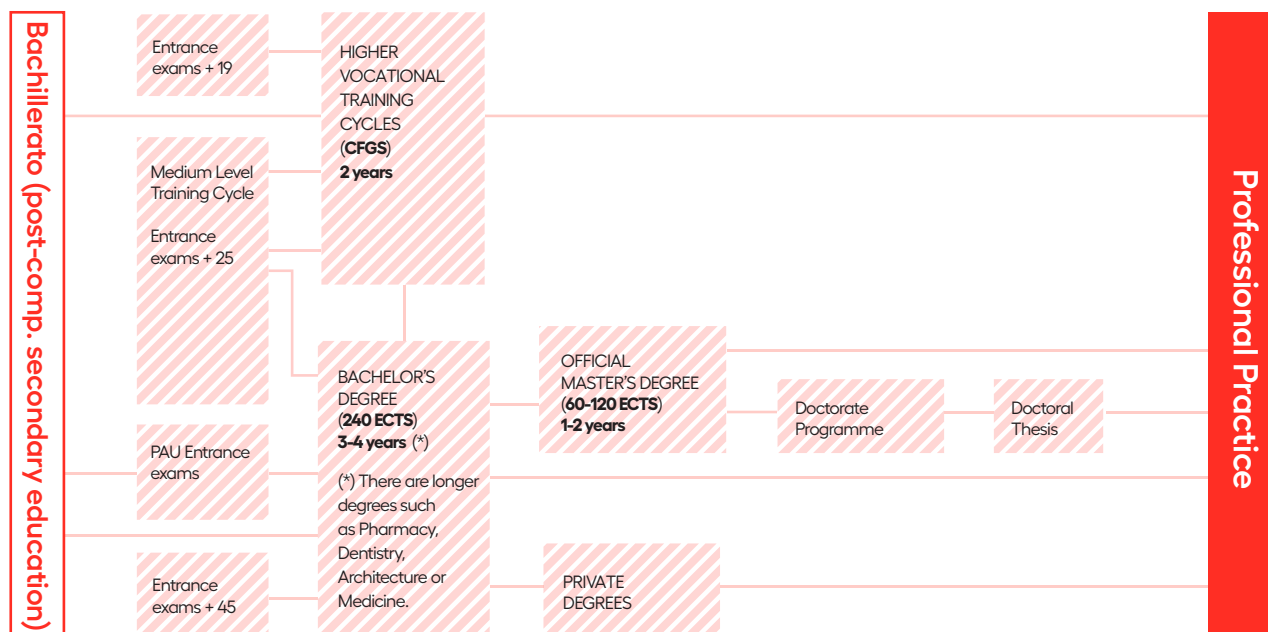 Bachillerato (post-comp. secondary education)
Entrance
exams + 19
Medium Level
Training Cycle
Entrance
exams + 25
PAU Entrance
exams
Entrance
exams + 45
HIGHER
VOCATIONAL
TRAINING
CYCLES
(CFGS)
2 years
BACHELOR'S
DEGREE
(240 ECTS)
3-4 years (*)
(*) There are longer
degrees such
as Pharmacy,
Dentistry,
Architecture or
Medicine.
OFFICIAL
MASTER'S DEGREE
(60-120 ECTS)
1-2 years
Doctorate
Programme
Doctoral
Thesis
PRIVATE
DEGREES
Professional Practice